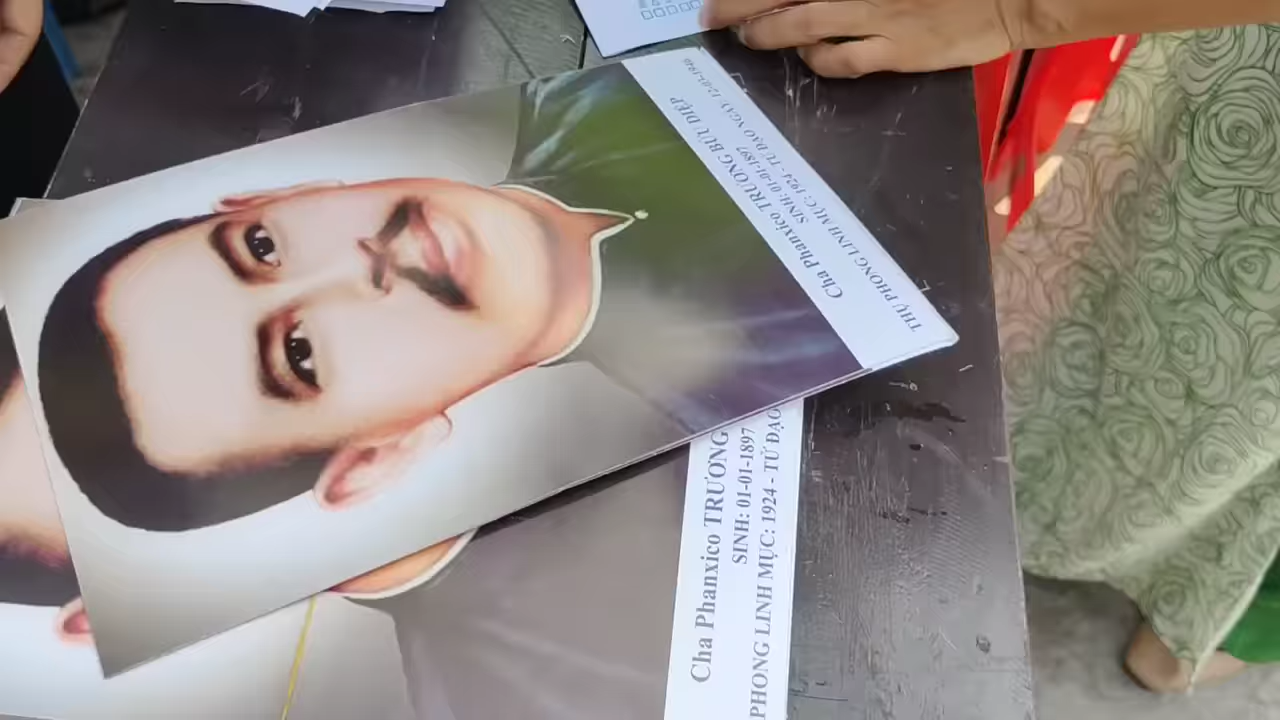 Cha Phanxico TRƯƠNG BỬU DIỆP
SINH: 01-01-1897
THỤ PHONG LINH MỤC: 1924 - TỬ ĐẠO NGÀY: 12-03-1946
Cha Phanxico TRƯƠNG
SINH: 01-01-1897
PHONG LINH MỤC: 1924 - TỬ ĐẠO